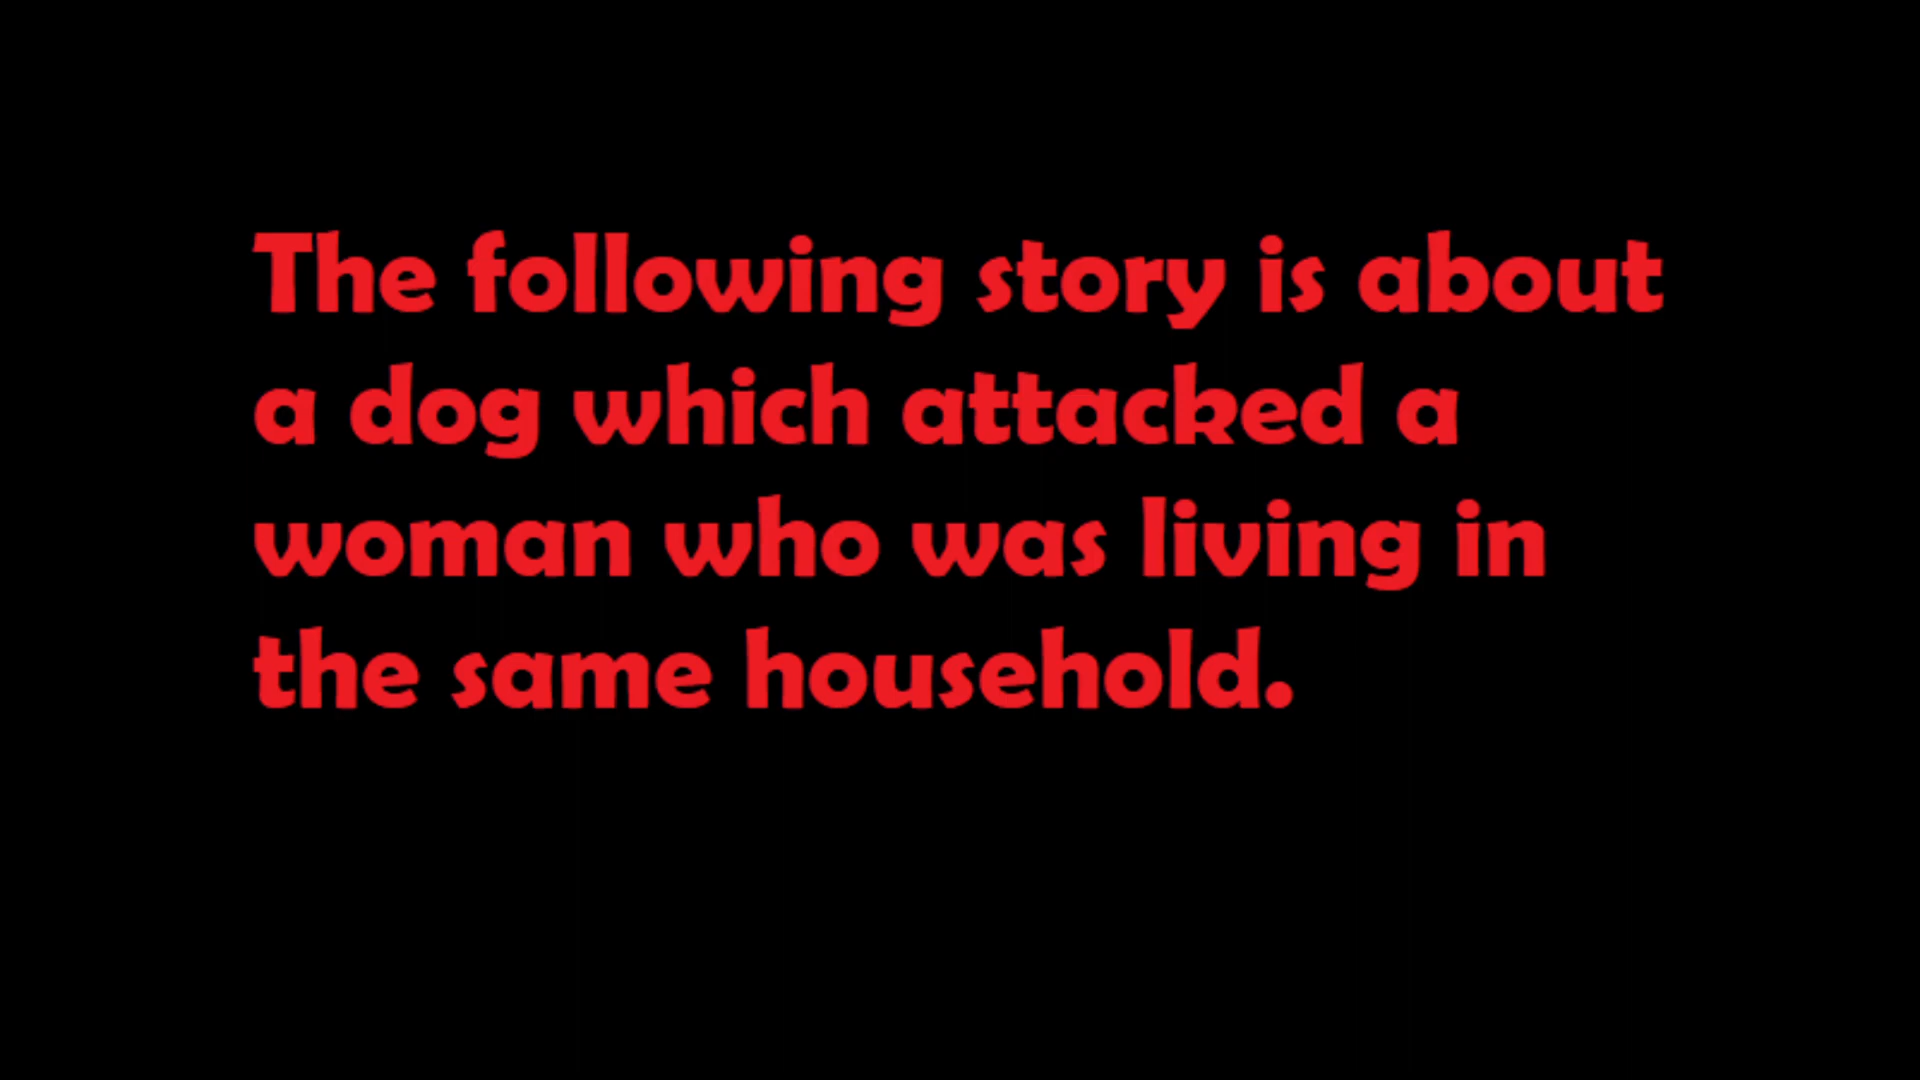 The following story is about
a dog which attacked a
woman who was living in
the same household.